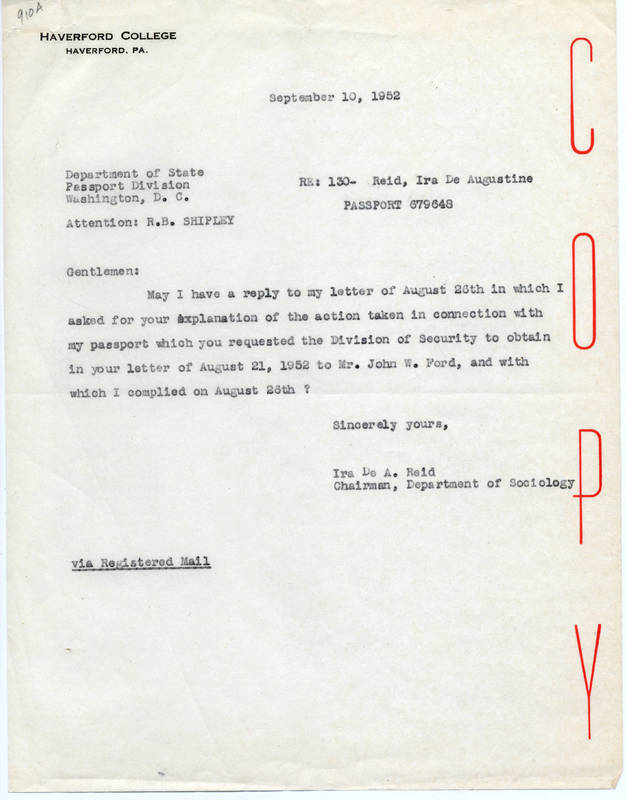 910A
HAVERFORD COLLEGE
HAVERFORD, PA.
September 10, 1952
Department of State
Passport Division
Washington, D. C.
Attention: R.B. SHIPLEY
RE: 130- Reid, Ira De Augustine
PASSPORT 679648
Gentlemen:
May I have a reply to my letter of August 26th in which I
asked for your explanation of the action taken in connection with
my passport which you requested the Division of Security to obtain
in your letter of August 21, 1952 to Mr. John W. Ford, and with
which I complied on August 26th ?
Sincerely yours,
Ira De A. Reid
Chairman, Department of Sociology
via Registered Mail
COPY